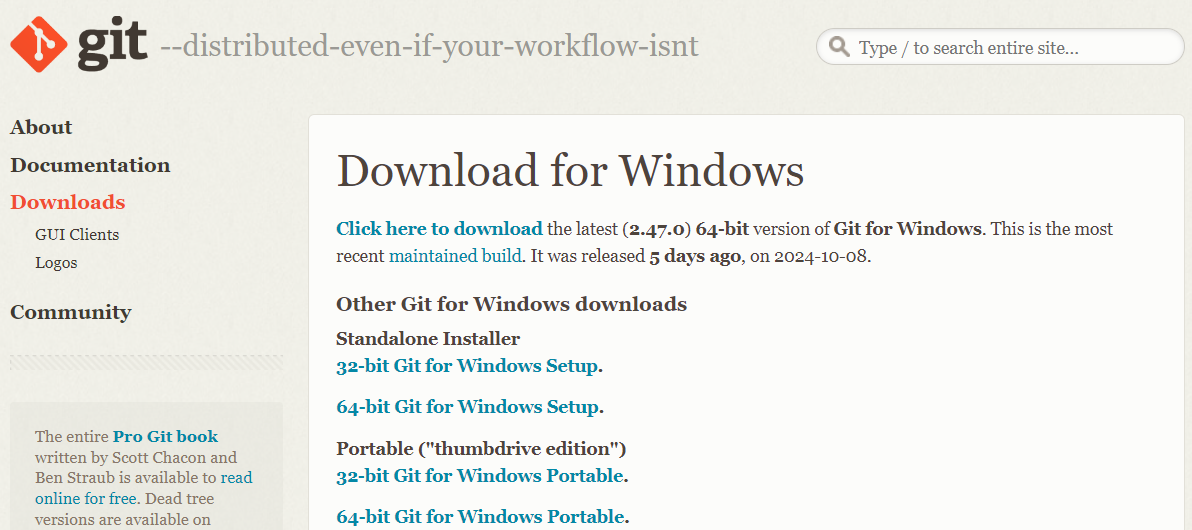 git --distributed-even-if-your-workflow-isnt
Type / to search entire site...
About
Documentation
Downloads
GUI Clients
Logos
Community
The entire Pro Git book
written by Scott Chacon and
Ben Straub is available to read
online for free. Dead tree
versions are available on
Download for Windows
Click here to download the latest (2.47.0) 64-bit version of Git for Windows. This is the most
recent maintained build. It was released 5 days ago, on 2024-10-08.
Other Git for Windows downloads
Standalone Installer
32-bit Git for Windows Setup.
64-bit Git for Windows Setup.
Portable ("thumbdrive edition")
32-bit Git for Windows Portable.
64-bit Git for Windows Portable.